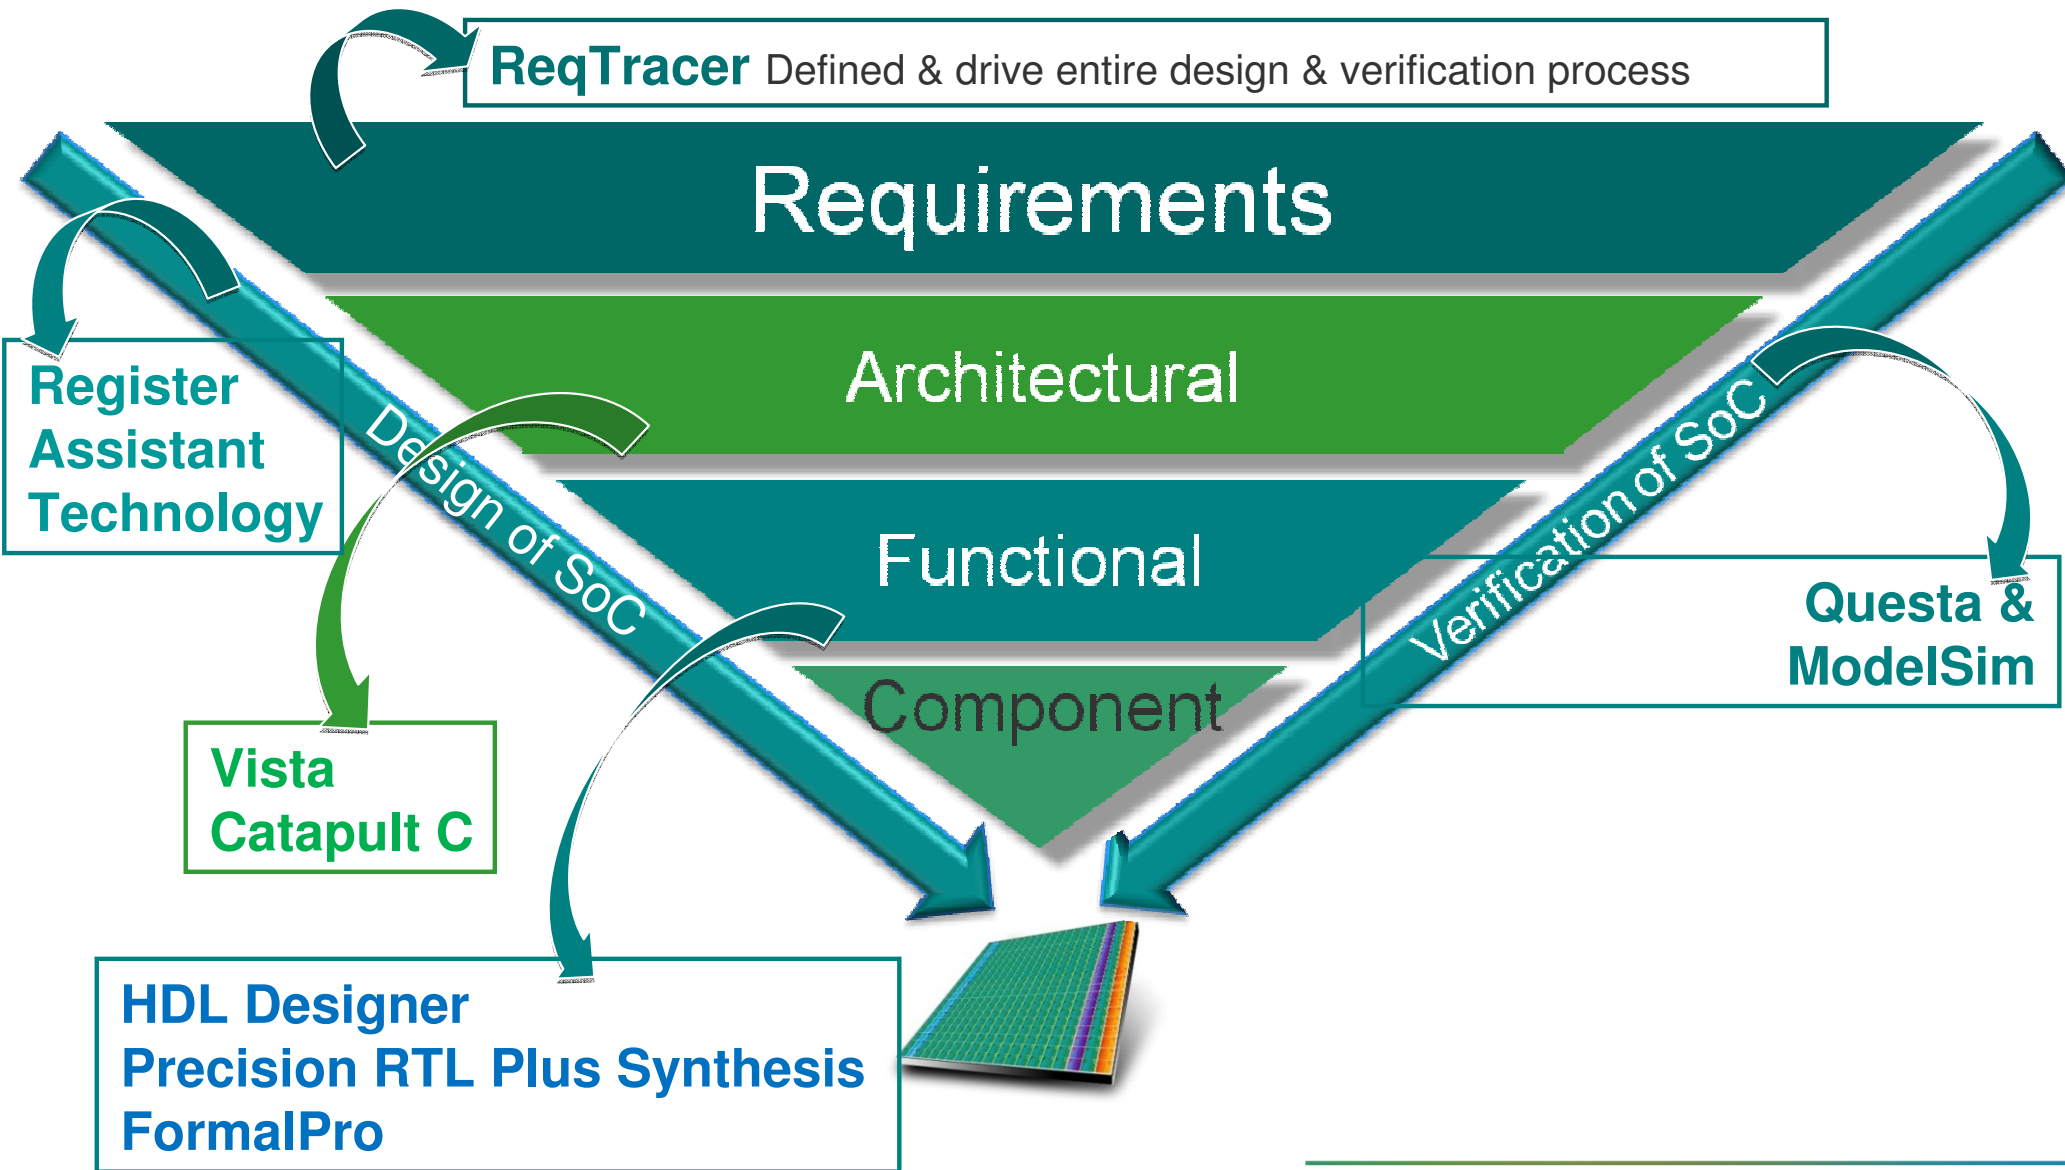 ReqTracer Defined & drive entire design & verification process
Requirements
Architectural
Register
Assistant
Technology
Design of SoC
Verification of SoC
Functional
Questa &
ModelSim
Component
Vista
Catapult C
HDL Designer
Precision RTL Plus Synthesis
FormalPro